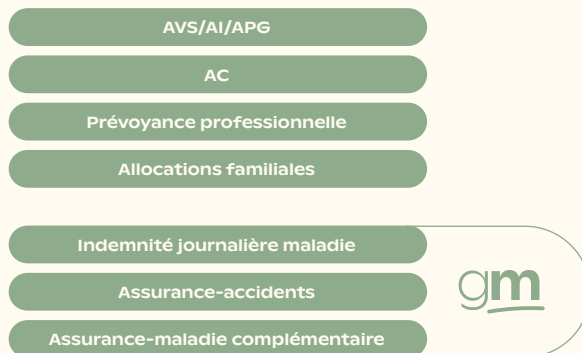 AVS/AI/APG
AC
Prévoyance professionnelle
Allocations familiales
Indemnité journalière maladie
Assurance-accidents
Assurance-maladie complémentaire
gm